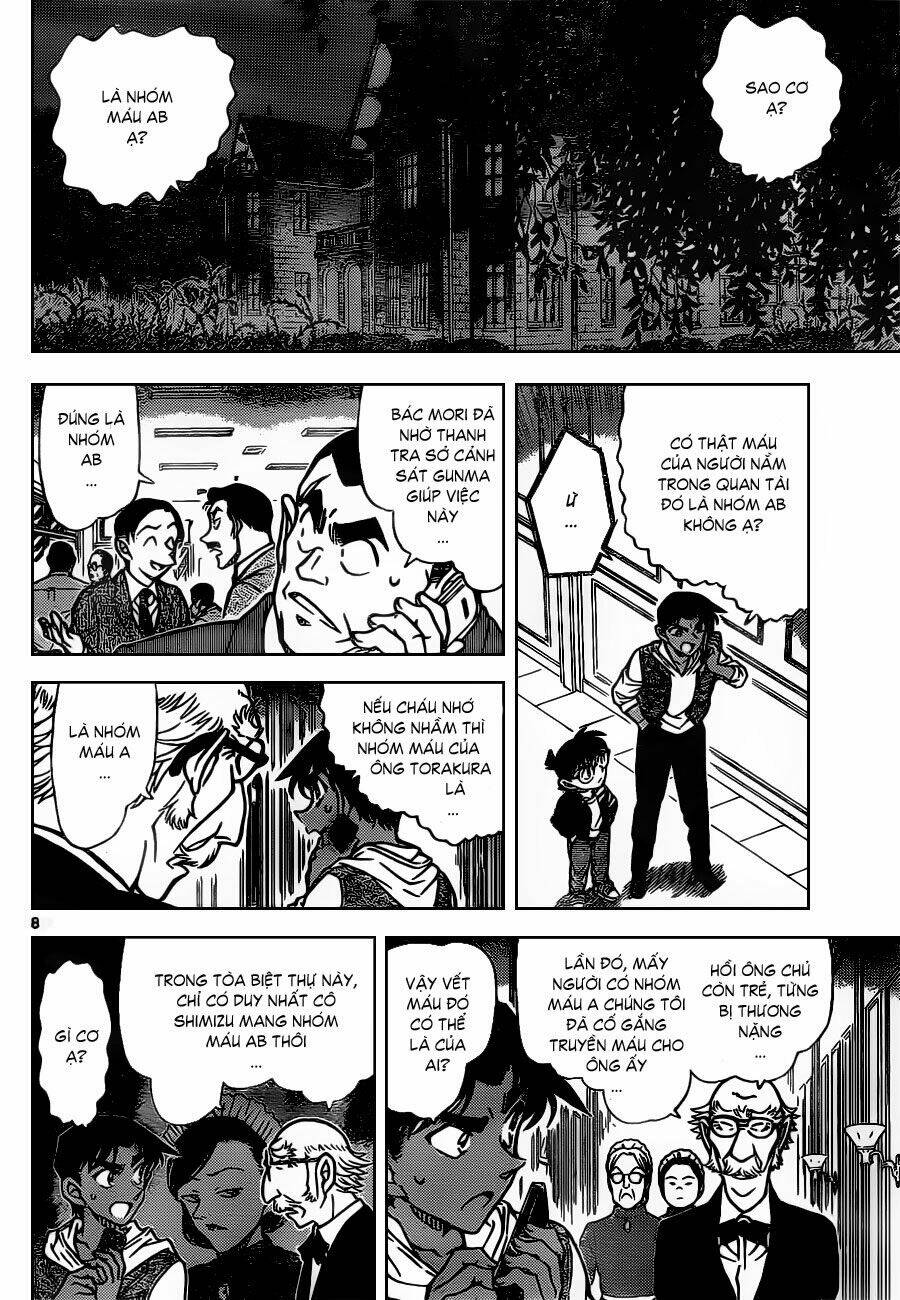 SAO CƠ
Ạ?
LÀ NHÓM
MÁU AB
Ạ?
CÓ THẬT MÁU
CỦA NGƯỜI NẰM
TRONG QUAN TÀI
ĐÓ LÀ NHÓM AB
KHÔNG Ạ?
Ừ
...
BÁC MORI ĐÃ
NHỜ THANH
TRA SỞ CẢNH
SÁT GUNMA
GIÚP VIỆC
NÀY
...
ĐÚNG LÀ
NHÓM
AB
...
NẾU CHÁU NHỚ
KHÔNG NHẦM THÌ
NHÓM MÁU CỦA
ÔNG TORAKURA
LÀ
...
LÀ NHÓM
MÁU A
...
8
HỒI ÔNG CHỦ
CÒN TRẺ, TỪNG
BỊ THƯƠNG
NẶNG
...
LẦN ĐÓ, MẤY
NGƯỜI CÓ NHÓM
MÁU A CHÚNG TÔI
ĐÃ CỐ GẮNG
TRUYỀN MÁU CHO
ÔNG ẤY
...
VẬY VẾT
MÁU ĐÓ
CÓ THỂ
LÀ CỦA
AI?
TRONG TÒA BIỆT THỰ NÀY,
CHỈ CÓ DUY NHẤT CÔ
SHIMIZU MANG NHÓM
MÁU AB THÔI
...
GÌ CƠ
Ạ?